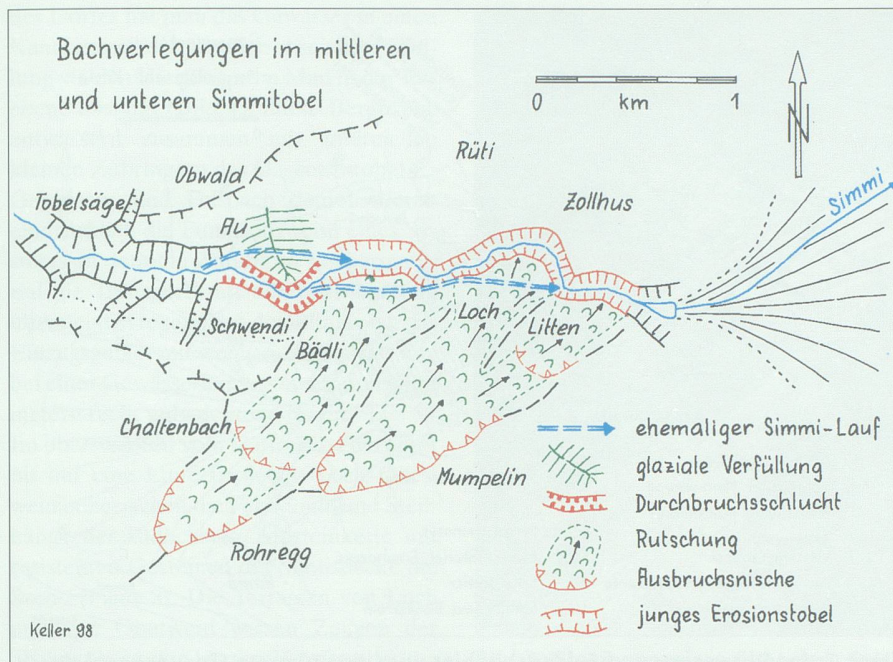 Bachverlegungen im mittleren
und unteren Simmitobel
0 km 1
N
Rüti
Obwald
Tobelsäge
Au
Zollhus
Simmi
Schwendi
Bädli
Loch
Litten
Chaltenbach
Mumpelin
Rohregg
ehemaliger Simmi-Lauf
glaziale Verfüllung
Durchbruchsschlucht
Rutschung
Ausbruchsnische
junges Erosionstobel
Keller 98